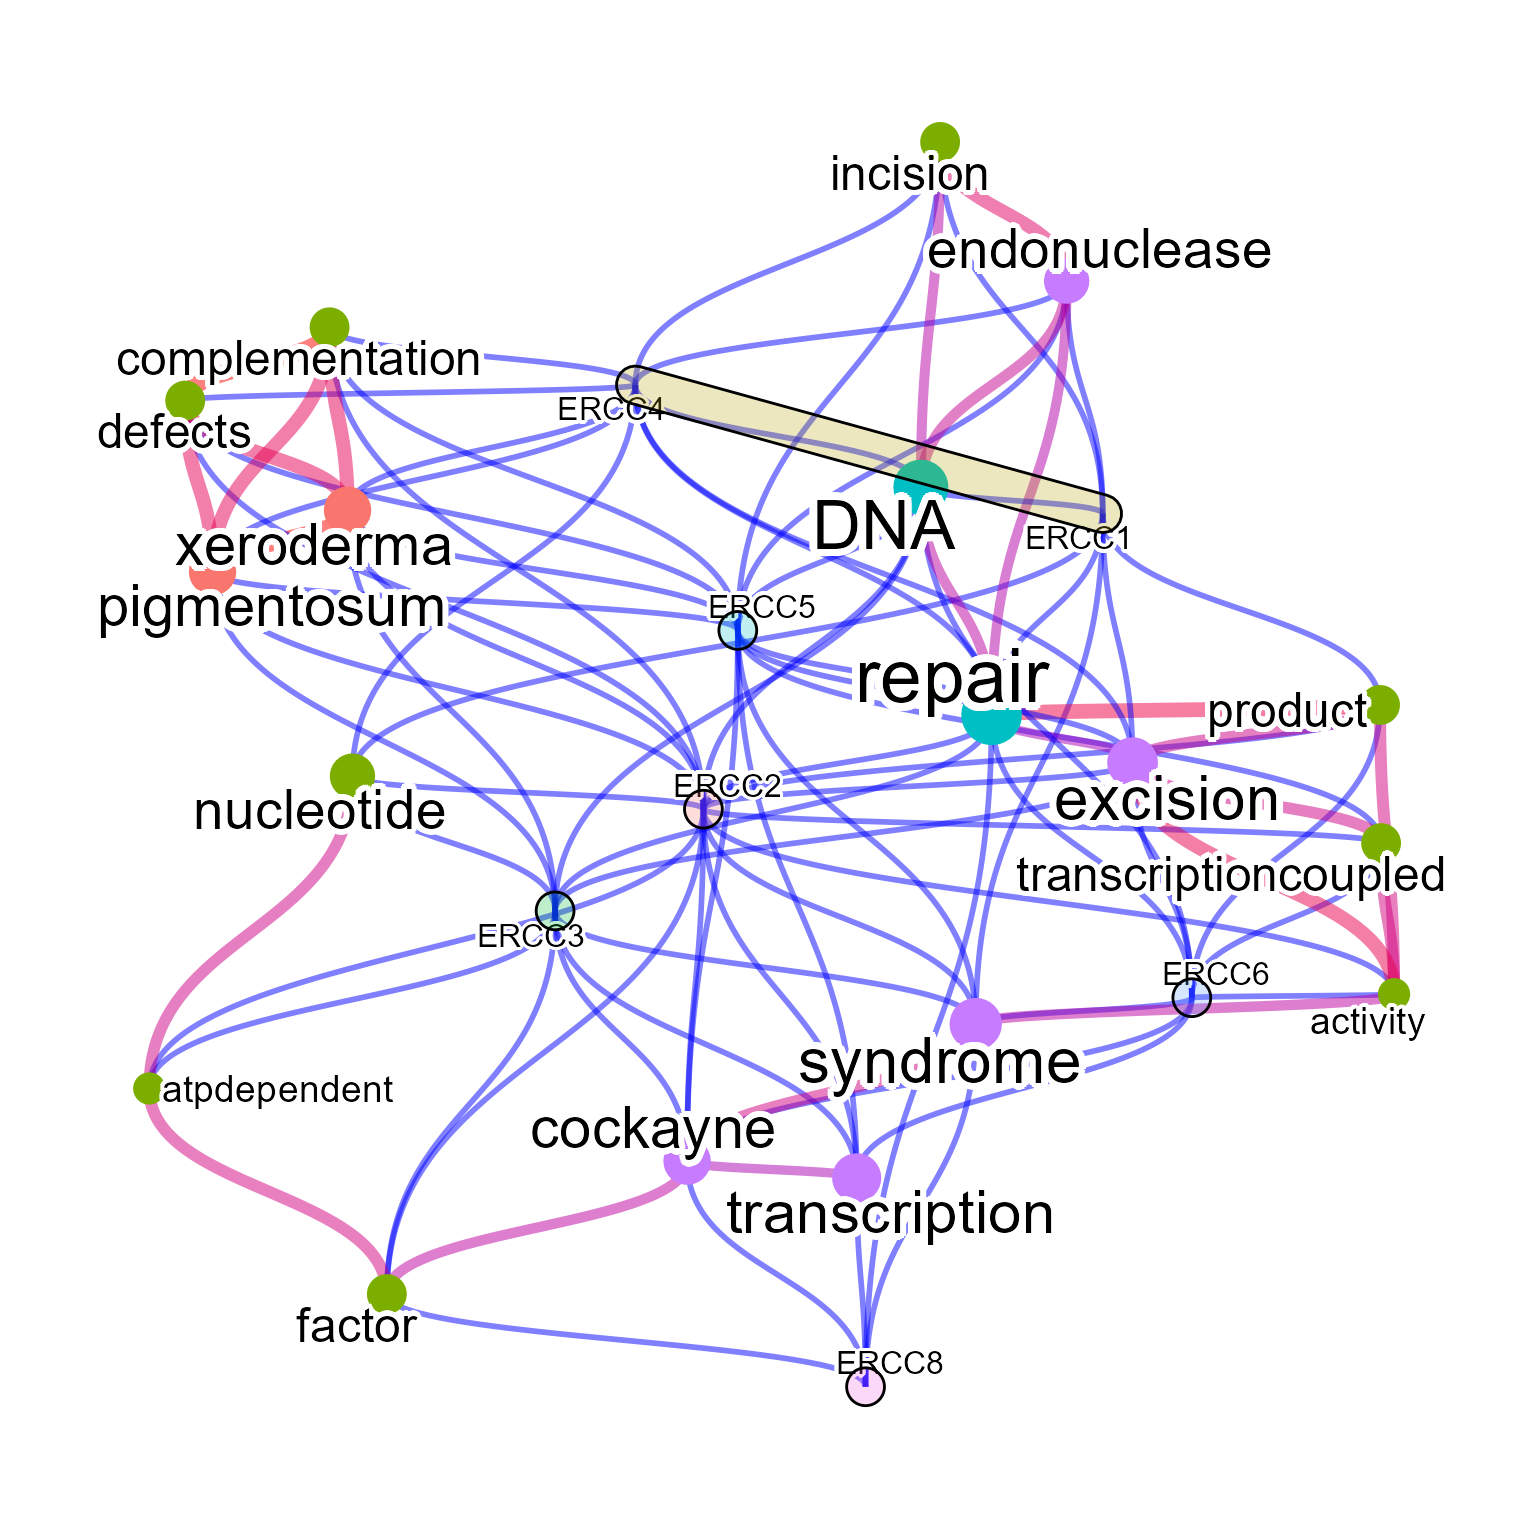 incision
endonuclease
complementation
ERCC4
defects
DNA
ERCC1
xeroderma
pigmentosum
ERCC5
repair
product
ERCC2
excision
nucleotide
transcriptioncoupled
ERCC3
ERCC6
activity
syndrome
atpdependent
cockayne
transcription
factor
ERCC8